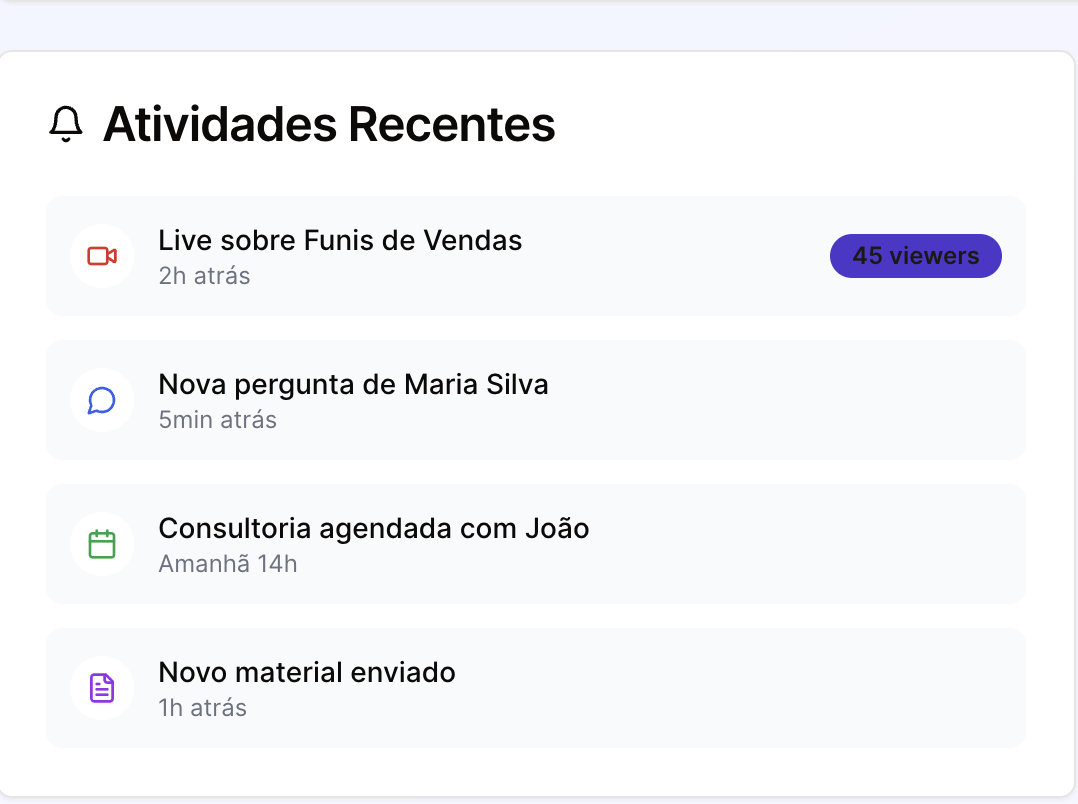 Atividades Recentes
Live sobre Funis de Vendas
2h atrás
45 viewers
Nova pergunta de Maria Silva
5min atrás
Consultoria agendada com João
Amanhã 14h
Novo material enviado
1h atrás